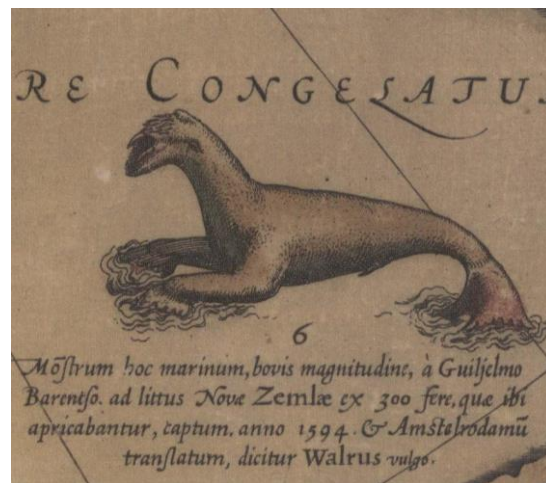 RE CONGELATU
6
Mōstrum hoc marinum, bovis magnitudine, à Guiljelmo
Barentso. ad littus Novæ Zemlæ ex 300 fere, quæ ibi
apricabantur, captum. anno 1594. & Amstelrodamū
translatum, dicitur Walrus vulgo.